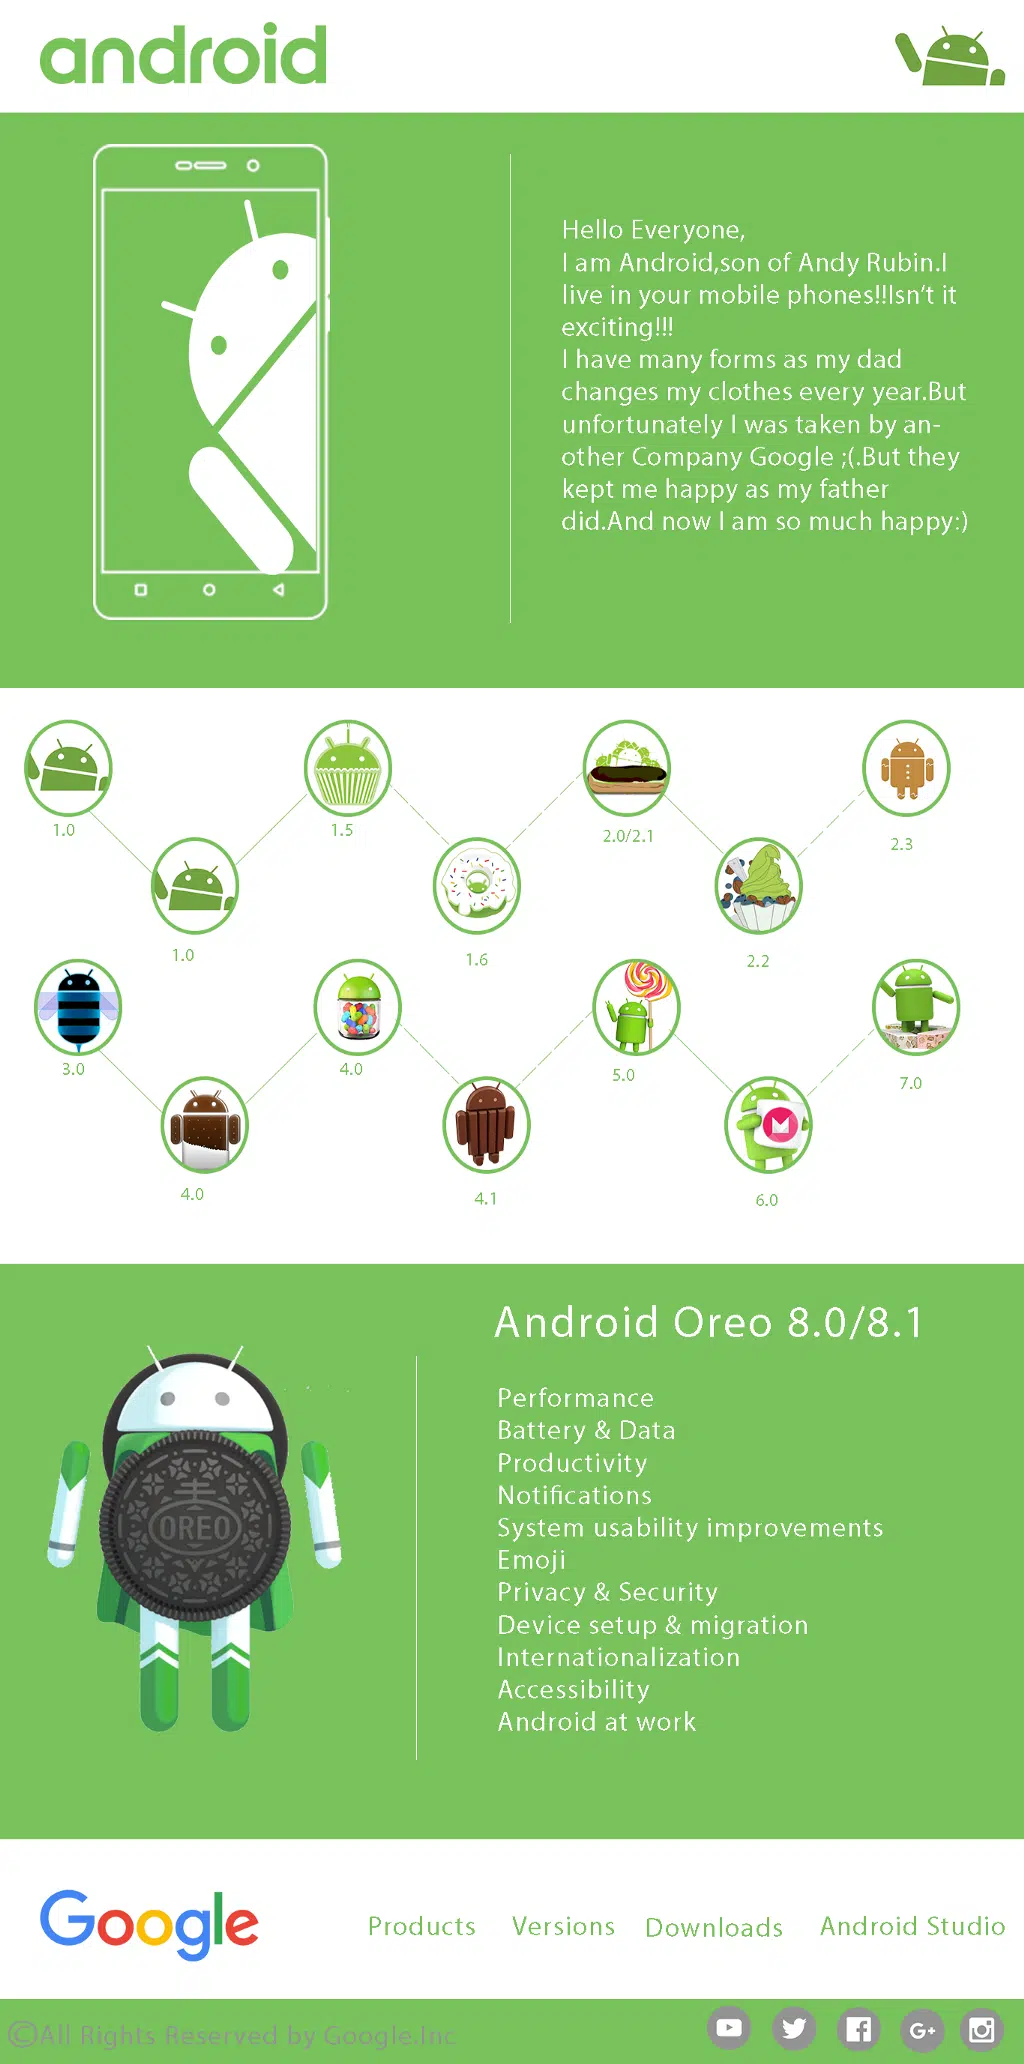 android
Hello Everyone,
I am Android,son of Andy Rubin.I
live in your mobile phones!!Isn't it
exciting!!!
I have many forms as my dad
changes my clothes every year.But
unfortunately I was taken by an-
other Company Google ;(.But they
kept me happy as my father
did.And now I am so much happy:)
1.0
1.5
2.0/2.1
2.3
1.0
1.6
2.2
3.0
4.0
5.0
7.0
4.0
4.1
6.0
M
Android Oreo 8.0/8.1
OREO
Performance
Battery & Data
Productivity
Notifications
System usability improvements
Emoji
Privacy & Security
Device setup & migration
Internationalization
Accessibility
Android at work
Google
Products Versions Downloads Android Studio
©All Rights Reserved by Google.Inc
G+